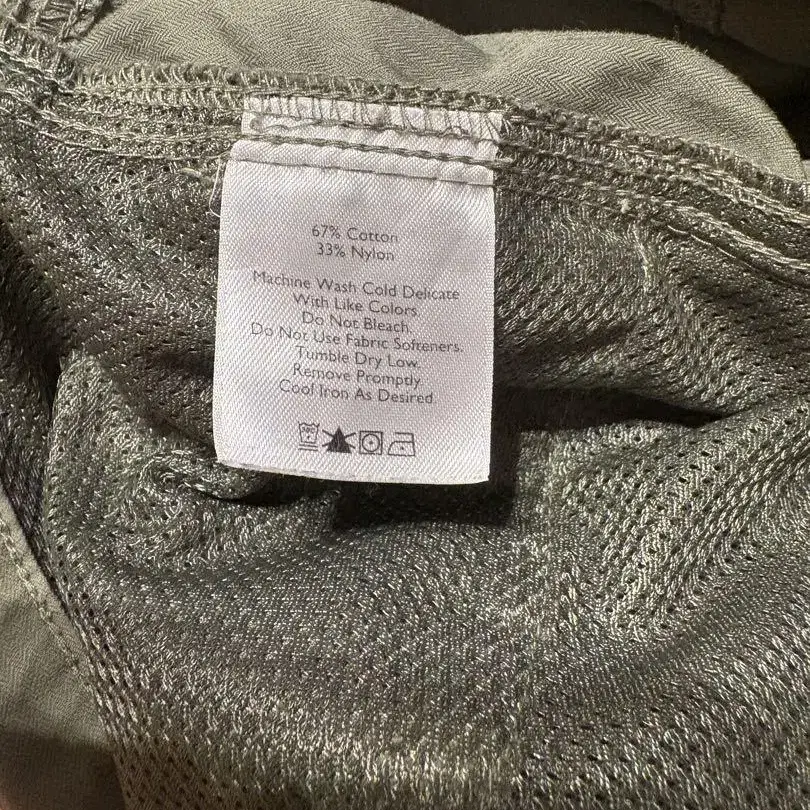 67% Cotton
33% Nylon
Machine Wash Cold Delicate
With Like Colors.
Do Not Bleach.
Do Not Use Fabric Softeners.
Tumble Dry Low.
Remove Promptly.
Cool Iron As Desired.